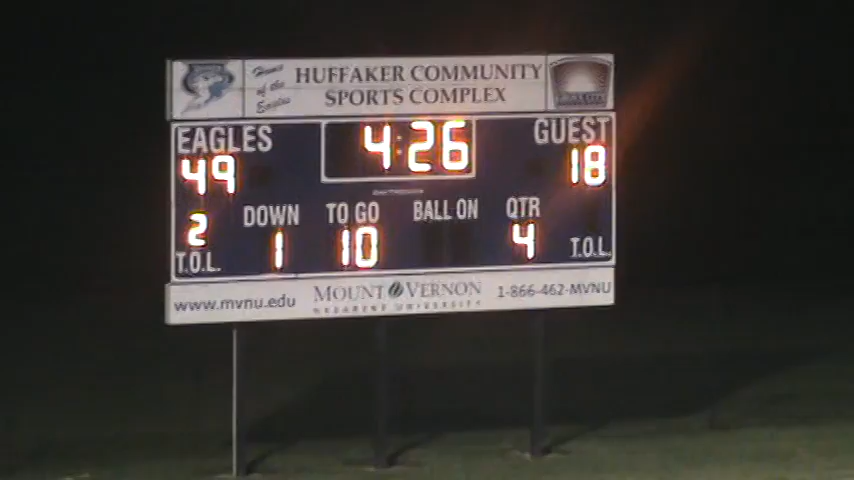 Home
of the
Eagles
HUFFAKER COMMUNITY
SPORTS COMPLEX
EAGLES
4:26
GUEST
49
18
DOWN
TO GO
BALL ON
QTR
2
1
10
4
T.O.L.
T.O.L.
www.mvnu.edu
MOUNT VERNON
NAZARENE UNIVERSITY
1-866-462-MVNU